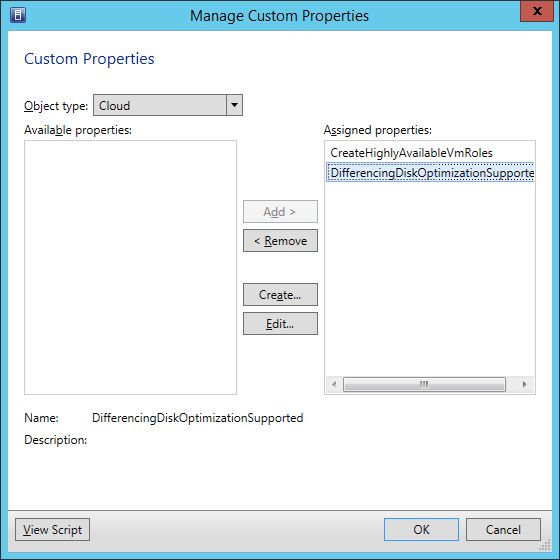 Manage Custom Properties
x
Custom Properties
Object type: Cloud
Available properties:
Assigned properties:
CreateHighlyAvailableVmRoles
DifferencingDiskOptimizationSupporte
Add >
< Remove
Create...
Edit...
Name: DifferencingDiskOptimizationSupported
Description:
View Script
OK
Cancel